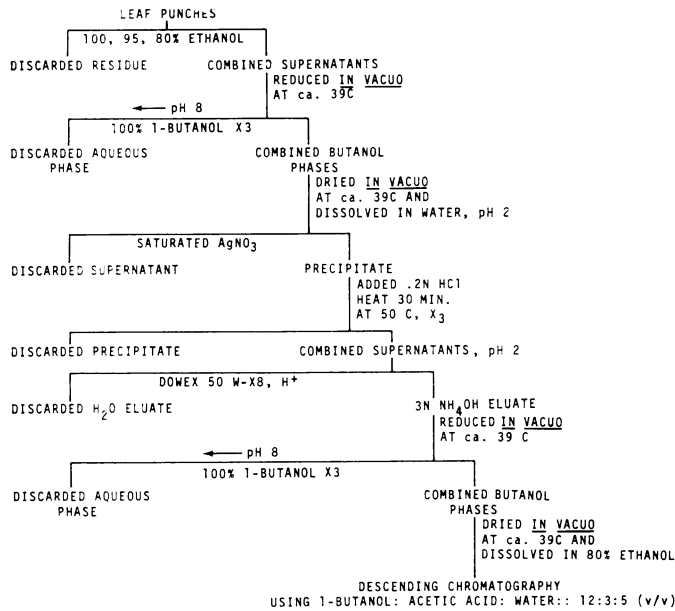 LEAF PUNCHES
100, 95, 80% ETHANOL
DISCARDED RESIDUE
COMBINED SUPERNATANTS
REDUCED IN VACUO
AT ca. 39C
← pH 8
100% 1-BUTANOL X3
DISCARDED AQUEOUS
PHASE
COMBINED BUTANOL
PHASES
DRIED IN VACUO
AT ca. 39C AND
DISSOLVED IN WATER, pH 2
SATURATED AgNO3
DISCARDED SUPERNATANT
PRECIPITATE
ADDED .2N HCl
HEAT 30 MIN.
AT 50 C, X3
DISCARDED PRECIPITATE
COMBINED SUPERNATANTS, pH 2
DOWEX 50 W-X8, H+
DISCARDED H2O ELUATE
3N NH4OH ELUATE
REDUCED IN VACUO
AT ca. 39 C
← pH 8
100% 1-BUTANOL X3
DISCARDED AQUEOUS
PHASE
COMBINED BUTANOL
PHASES
DRIED IN VACUO
AT ca. 39C AND
DISSOLVED IN 80% ETHANOL
DESCENDING CHROMATOGRAPHY
USING 1-BUTANOL: ACETIC ACID: WATER:: 12:3:5 (v/v)